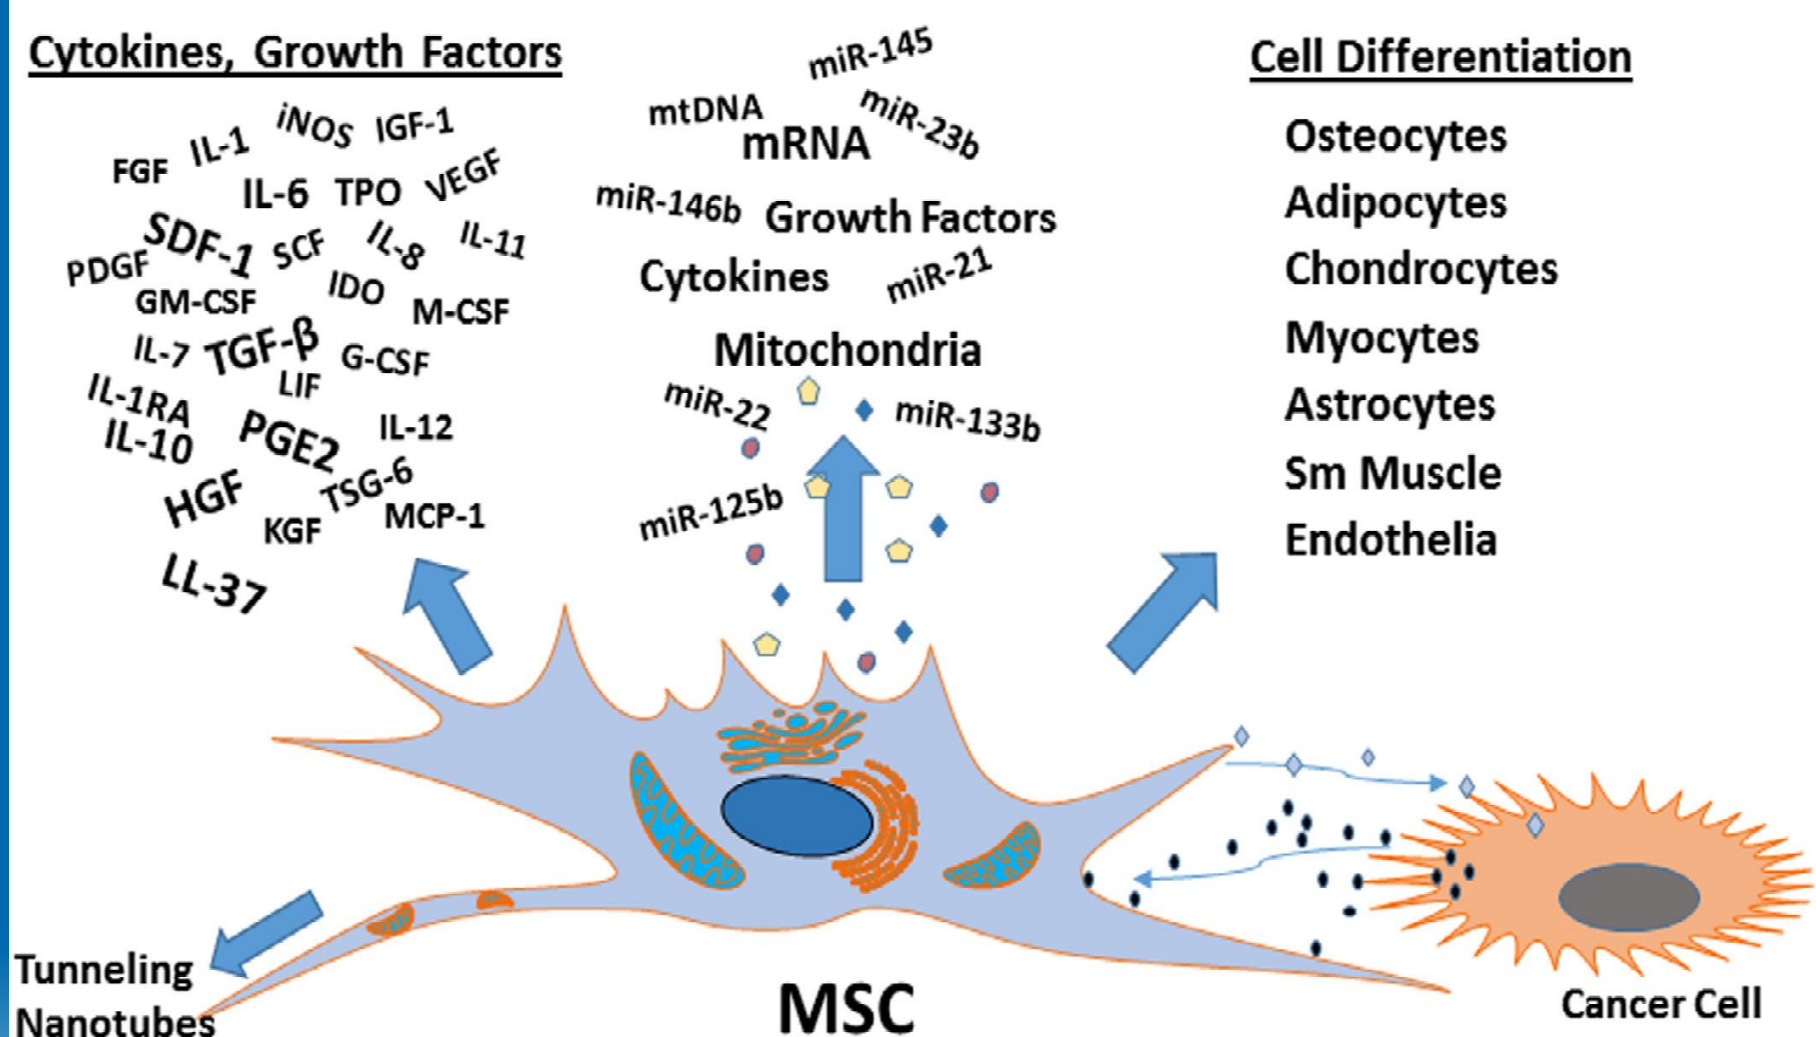 Cytokines, Growth Factors
iNOS
IGF-1
IL-1
FGF
IL-6
TPO
VEGF
SDF-1
SCF
IL-8
IL-11
PDGF
IDO
GM-CSF
M-CSF
IL-7
TGF-β
G-CSF
LIF
IL-1RA
IL-10
PGE2
IL-12
TSG-6
HGF
KGF
MCP-1
LL-37
miR-145
mtDNA
miR-23b
mRNA
miR-146b
Growth Factors
Cytokines
miR-21
Mitochondria
miR-22
miR-133b
miR-125b
Cell Differentiation
Osteocytes
Adipocytes
Chondrocytes
Myocytes
Astrocytes
Sm Muscle
Endothelia
Tunneling
Nanotubes
MSC
Cancer Cell